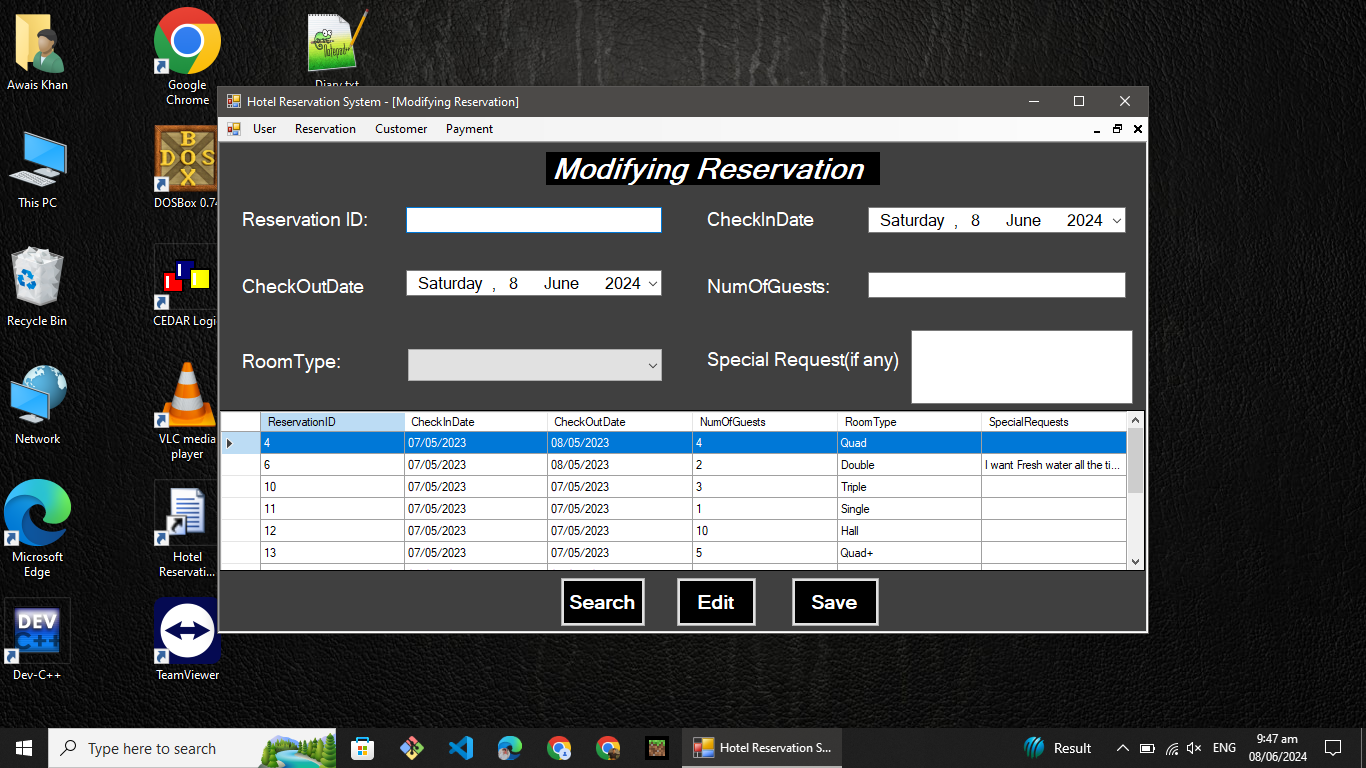 Awais Khan
Google
Chrome
Diary.txt
This PC
DOSBox 0.74
Recycle Bin
CEDAR Logi
Network
VLC media
player
Microsoft
Edge
Hotel
Reservati...
DEV
C++
Dev-C++
TeamViewer
Hotel Reservation System - [Modifying Reservation]
User Reservation Customer Payment
Modifying Reservation
Reservation ID:
CheckInDate Saturday , 8 June 2024
CheckOutDate Saturday , 8 June 2024
NumOfGuests:
RoomType:
Special Request(if any)
ReservationID CheckInDate CheckOutDate NumOfGuests RoomType SpecialRequests
4 07/05/2023 08/05/2023 4 Quad
6 07/05/2023 08/05/2023 2 Double I want Fresh water all the ti...
10 07/05/2023 07/05/2023 3 Triple
11 07/05/2023 07/05/2023 1 Single
12 07/05/2023 07/05/2023 10 Hall
13 07/05/2023 07/05/2023 5 Quad+
Search Edit Save
Type here to search
Hotel Reservation S...
Result
ENG
9:47 am
08/06/2024